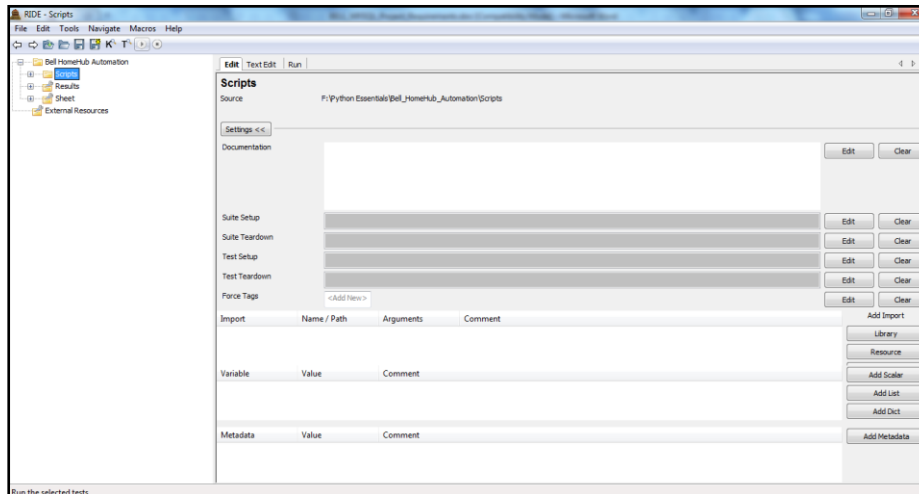 RIDE - Scripts
File Edit Tools Navigate Macros Help
Bell HomeHub Automation
Scripts
Results
Sheet
External Resources
Edit Text Edit Run
Scripts
Source F:\Python Essentials\Bell_HomeHub_Automation\Scripts
Settings <<
Documentation Edit Clear
Suite Setup Edit Clear
Suite Teardown Edit Clear
Test Setup Edit Clear
Test Teardown Edit Clear
Force Tags <Add New> Edit Clear
Import Name / Path Arguments Comment Add Import
Library
Resource
Variable Value Comment Add Scalar
Add List
Add Dict
Metadata Value Comment Add Metadata
Run the selected tests